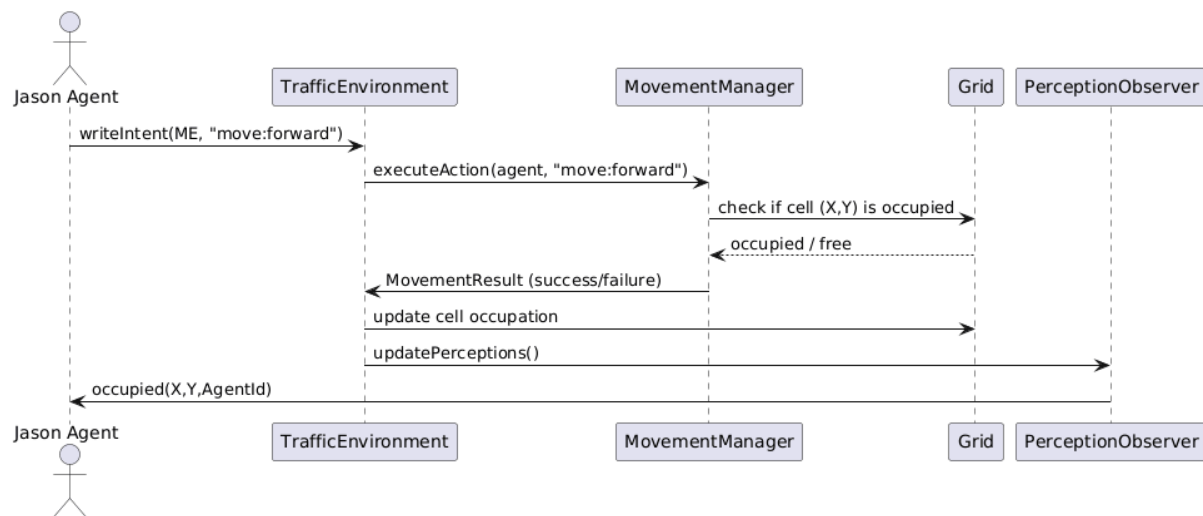 Jason Agent
TrafficEnvironment
MovementManager
Grid
PerceptionObserver
writeIntent(ME, "move:forward")
executeAction(agent, "move:forward")
check if cell (X,Y) is occupied
occupied / free
MovementResult (success/failure)
update cell occupation
updatePerceptions()
occupied(X,Y,AgentId)
Jason Agent
TrafficEnvironment
MovementManager
Grid
PerceptionObserver